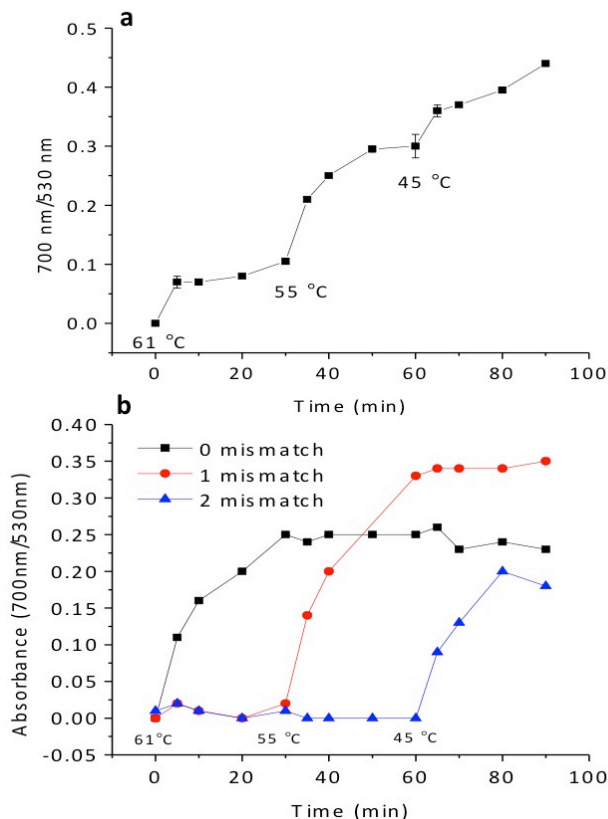 a
0.5
0.4
0.3
0.2
0.1
0.0
700 nm/530 nm
61 °C
55 °C
45 °C
0 20 40 60 80 100
Time (min)
b
0.40
0.35
0.30
0.25
0.20
0.15
0.10
0.05
0.00
-0.05
Absorbance (700nm/530nm)
0 mismatch
1 mismatch
2 mismatch
61°C
55 °C
45 °C
0 20 40 60 80 100
Time (min)